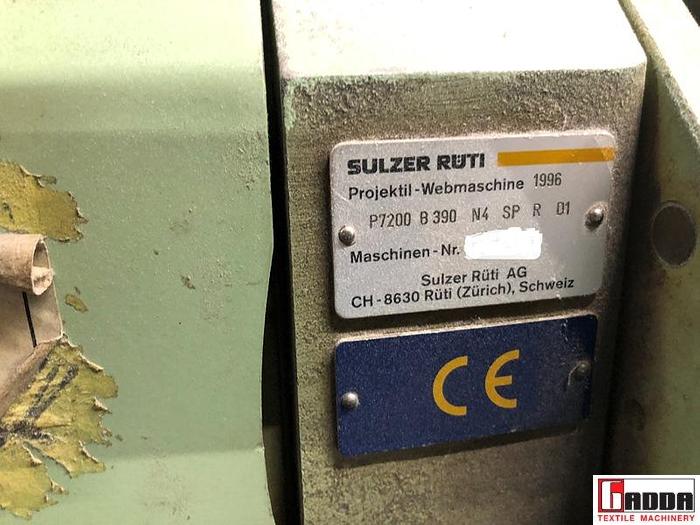 SULZER RÜTI
Projektil-Webmaschine 1996
P7200 B 390 N4 SP R D1
Maschinen-Nr.
Sulzer Rüti AG
CH-8630 Rüti (Zürich), Schweiz
CE
GADDA
TEXTILE MACHINERY